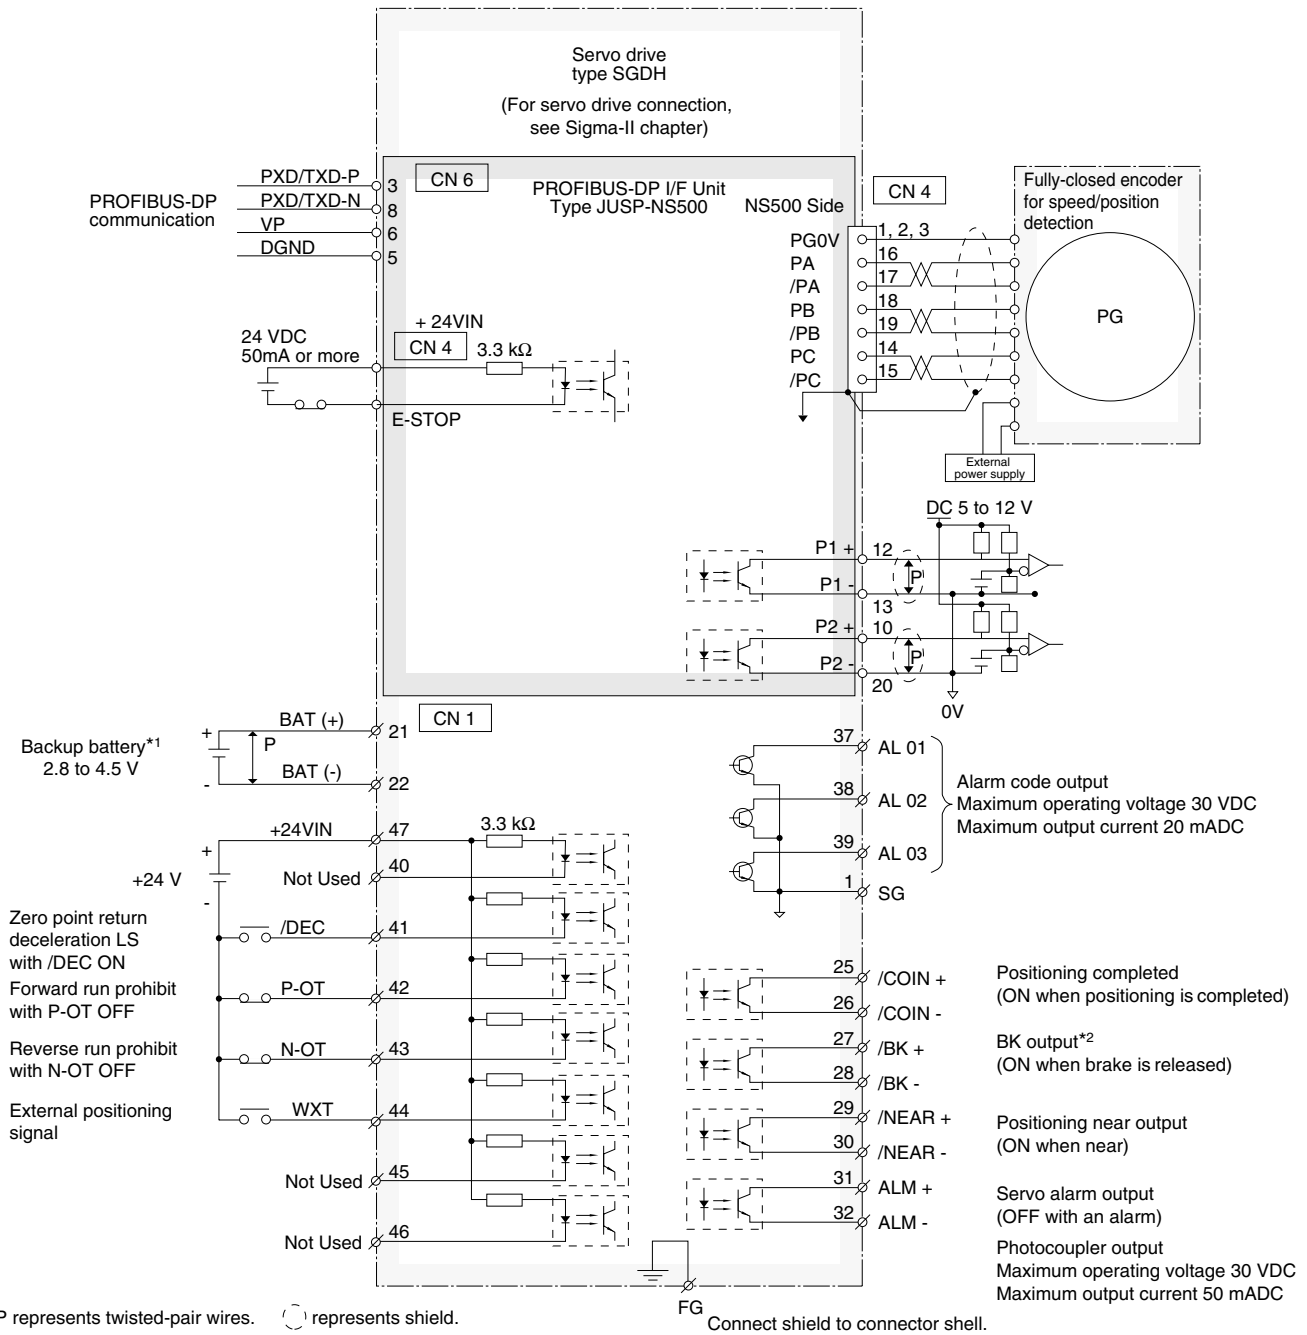 Servo drive
type SGDH
(For servo drive connection,
see Sigma-II chapter)
PROFIBUS-DP
communication
PXD/TXD-P
PXD/TXD-N
VP
DGND
3
8
6
5
CN 6
PROFIBUS-DP I/F Unit
Type JUSP-NS500
NS500 Side
CN 4
PG0V
PA
/PA
PB
/PB
PC
/PC
1, 2, 3
16
17
18
19
14
15
Fully-closed encoder
for speed/position
detection
PG
External
power supply
24 VDC
50mA or more
+ 24VIN
CN 4
3.3 kΩ
E-STOP
DC 5 to 12 V
P1 +
12
P
P1 -
13
P2 +
10
P
P2 -
20
0V
CN 1
Backup battery*1
2.8 to 4.5 V
+
-
BAT (+)
21
P
BAT (-)
22
+24VIN
47
3.3 kΩ
+
+24 V
-
Not Used
40
Zero point return
deceleration LS
with /DEC ON
/DEC
41
Forward run prohibit
with P-OT OFF
P-OT
42
Reverse run prohibit
with N-OT OFF
N-OT
43
External positioning
signal
WXT
44
Not Used
45
Not Used
46
37
AL 01
38
AL 02
39
AL 03
1
SG
Alarm code output
Maximum operating voltage 30 VDC
Maximum output current 20 mADC
25
/COIN +
26
/COIN -
Positioning completed
(ON when positioning is completed)
27
/BK +
28
/BK -
BK output*2
(ON when brake is released)
29
/NEAR +
30
/NEAR -
Positioning near output
(ON when near)
31
ALM +
32
ALM -
Servo alarm output
(OFF with an alarm)
Photocoupler output
Maximum operating voltage 30 VDC
Maximum output current 50 mADC
FG
Connect shield to connector shell.
P represents twisted-pair wires.
represents shield.